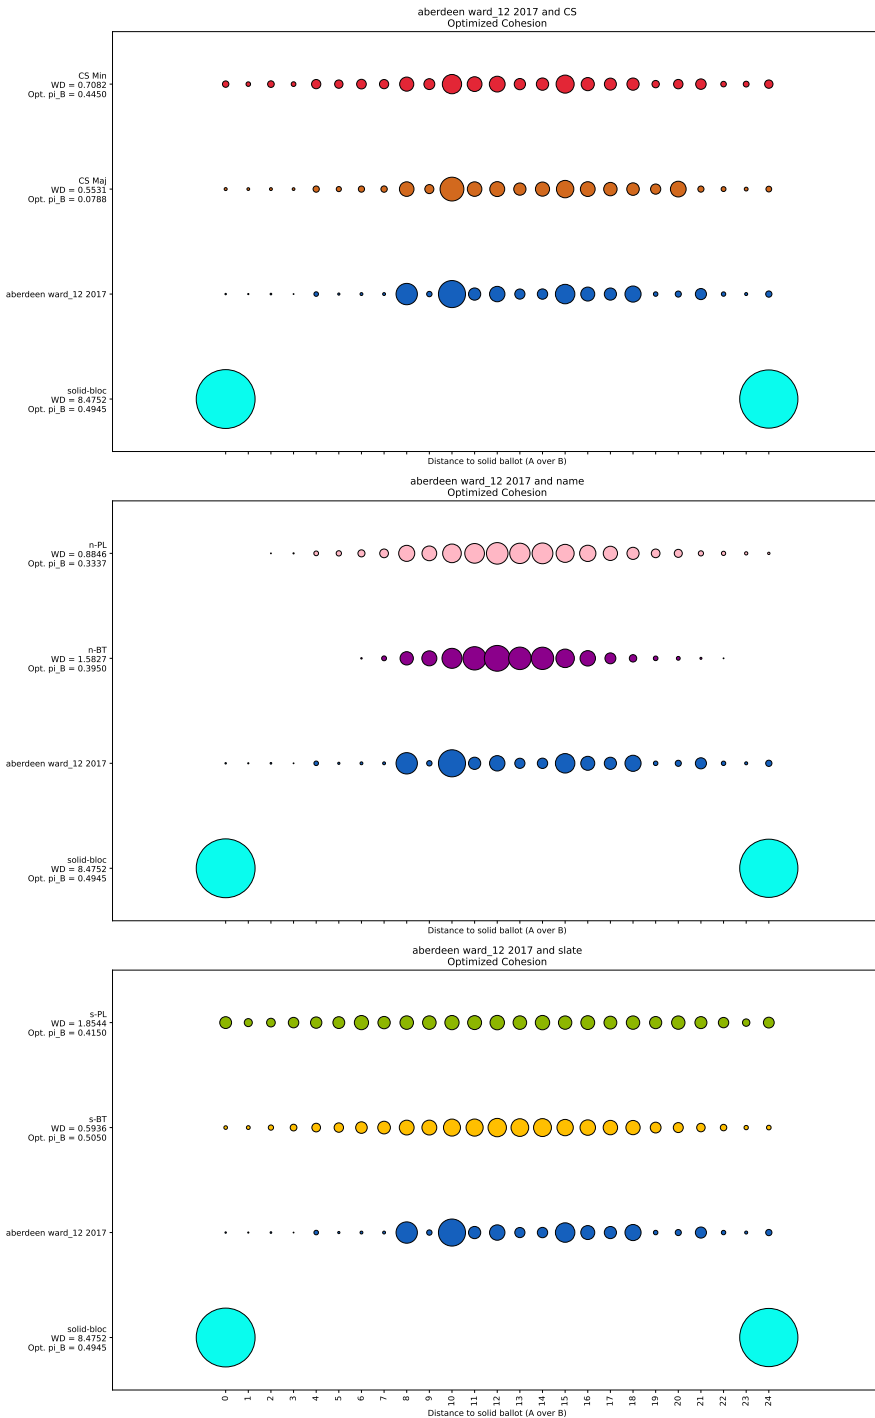 aberdeen ward_12 2017 and CS
Optimized Cohesion
CS Min
WD = 0.7082
Opt. pi_B = 0.4450
CS Maj
WD = 0.5531
Opt. pi_B = 0.0788
aberdeen ward_12 2017
solid-bloc
WD = 8.4752
Opt. pi_B = 0.4945
Distance to solid ballot (A over B)
aberdeen ward_12 2017 and name
Optimized Cohesion
n-PL
WD = 0.8846
Opt. pi_B = 0.3337
n-BT
WD = 1.5827
Opt. pi_B = 0.3950
aberdeen ward_12 2017
solid-bloc
WD = 8.4752
Opt. pi_B = 0.4945
Distance to solid ballot (A over B)
aberdeen ward_12 2017 and slate
Optimized Cohesion
s-PL
WD = 1.8544
Opt. pi_B = 0.4150
s-BT
WD = 0.5936
Opt. pi_B = 0.5050
aberdeen ward_12 2017
solid-bloc
WD = 8.4752
Opt. pi_B = 0.4945
0 1 2 3 4 5 6 7 8 9 10 11 12 13 14 15 16 17 18 19 20 21 22 23 24
Distance to solid ballot (A over B)